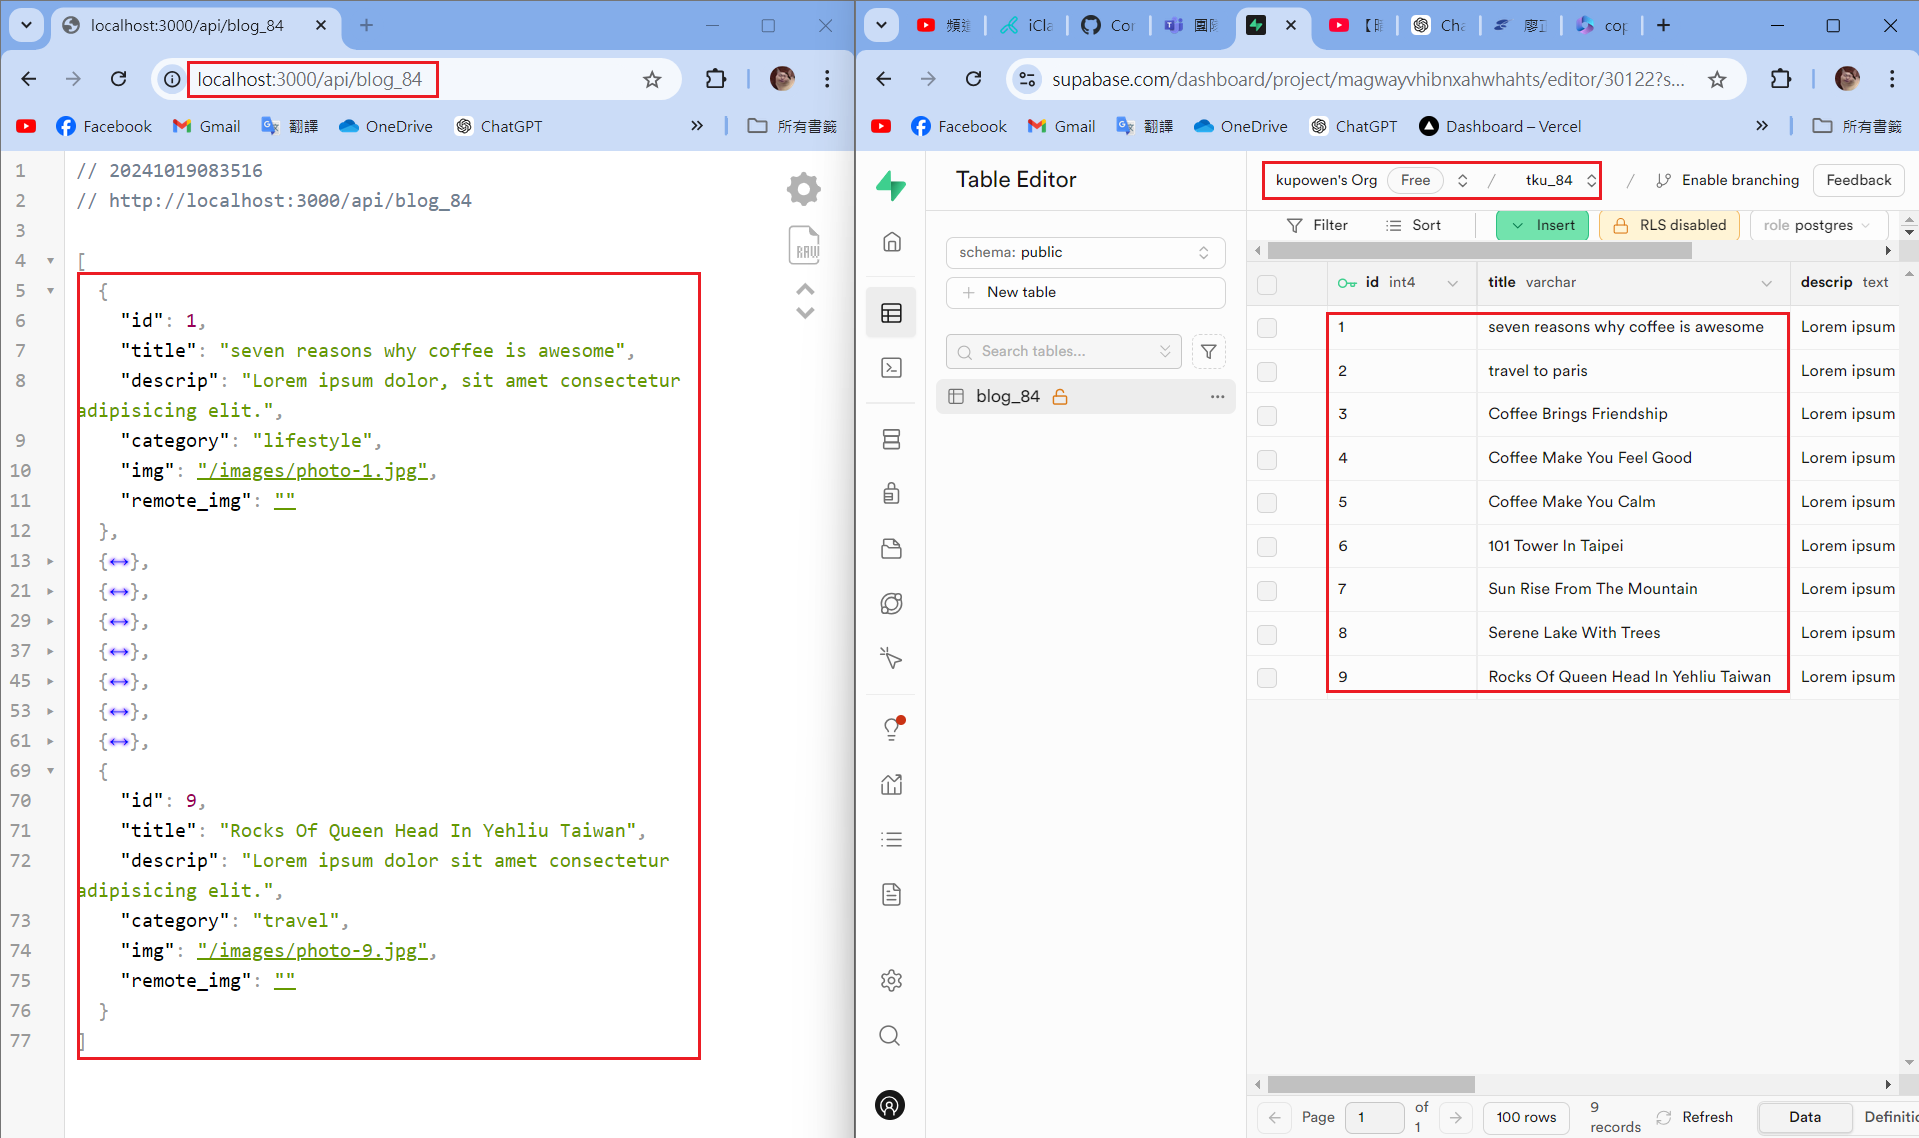 localhost:3000/api/blog_84
localhost:3000/api/blog_84
Facebook
Gmail
翻譯
OneDrive
ChatGPT
所有書籤
1 // 20241019083516
2 // http://localhost:3000/api/blog_84
3
4 [
5 {
6 "id": 1,
7 "title": "seven reasons why coffee is awesome",
8 "descrip": "Lorem ipsum dolor, sit amet consectetur
adipisicing elit.",
9 "category": "lifestyle",
10 "img": "/images/photo-1.jpg",
11 "remote_img": ""
12 },
13 {↔},
21 {↔},
29 {↔},
37 {↔},
45 {↔},
53 {↔},
61 {↔},
69 {
70 "id": 9,
71 "title": "Rocks Of Queen Head In Yehliu Taiwan",
72 "descrip": "Lorem ipsum dolor sit amet consectetur
adipisicing elit.",
73 "category": "travel",
74 "img": "/images/photo-9.jpg",
75 "remote_img": ""
76 }
77 ]
RAW
iCla
Cor
Cha
cop
supabase.com/dashboard/project/magwayvhibnxahwhahts/editor/30122?s...
Facebook
Gmail
翻譯
OneDrive
ChatGPT
Dashboard – Vercel
所有書籤
Table Editor
schema: public
New table
Search tables...
blog_84
kupowen's Org Free / tku_84 / Enable branching Feedback
Filter Sort Insert RLS disabled role postgres
id int4 title varchar descrip text
1 seven reasons why coffee is awesome Lorem ipsum
2 travel to paris Lorem ipsum
3 Coffee Brings Friendship Lorem ipsum
4 Coffee Make You Feel Good Lorem ipsum
5 Coffee Make You Calm Lorem ipsum
6 101 Tower In Taipei Lorem ipsum
7 Sun Rise From The Mountain Lorem ipsum
8 Serene Lake With Trees Lorem ipsum
9 Rocks Of Queen Head In Yehliu Taiwan Lorem ipsum
Page 1 of 1 100 rows 9 records Refresh Data Definitio